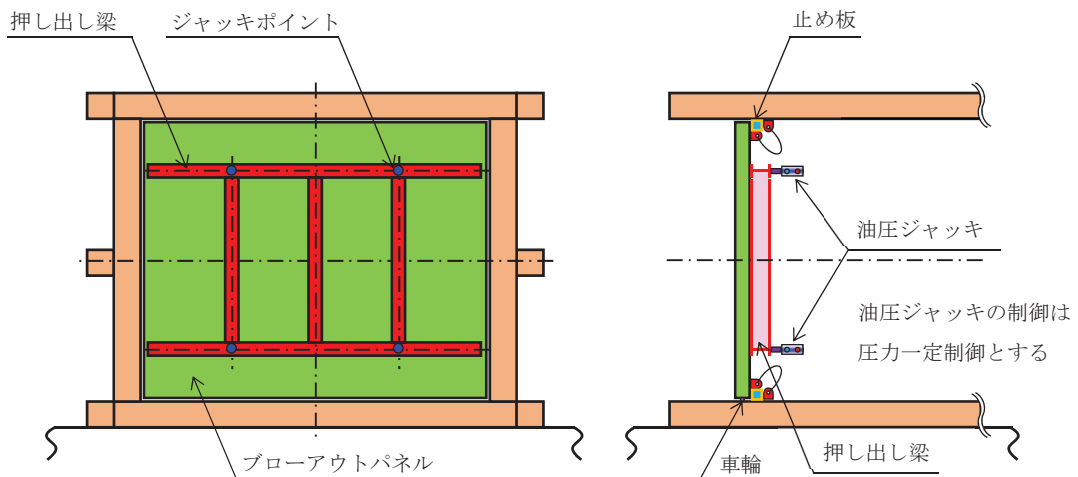 押し出し梁
ジャッキポイント
止め板
油圧ジャッキ
油圧ジャッキの制御は
圧力一定制御とする
ブローアウトパネル
車輪
押し出し梁